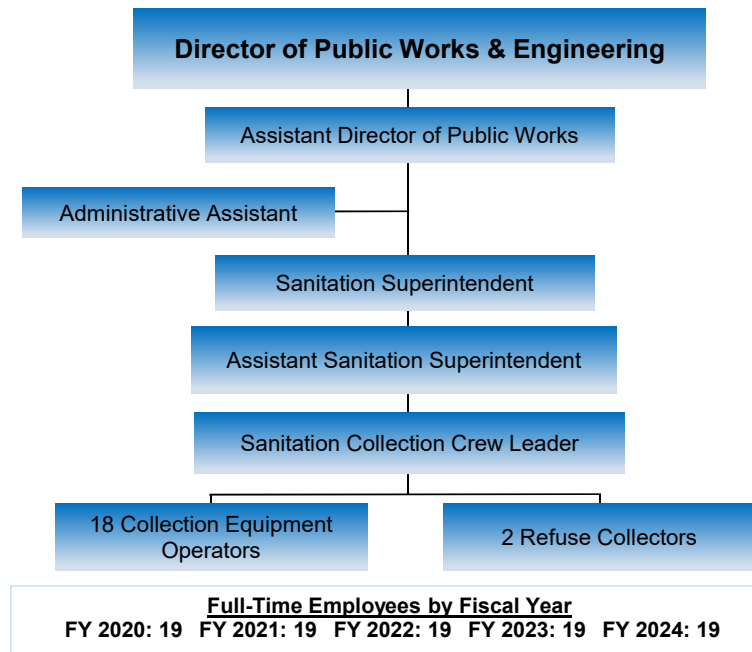 Director of Public Works & Engineering
Assistant Director of Public Works
Administrative Assistant
Sanitation Superintendent
Assistant Sanitation Superintendent
Sanitation Collection Crew Leader
18 Collection Equipment
Operators
2 Refuse Collectors
Full-Time Employees by Fiscal Year
FY 2020: 19 FY 2021: 19 FY 2022: 19 FY 2023: 19 FY 2024: 19